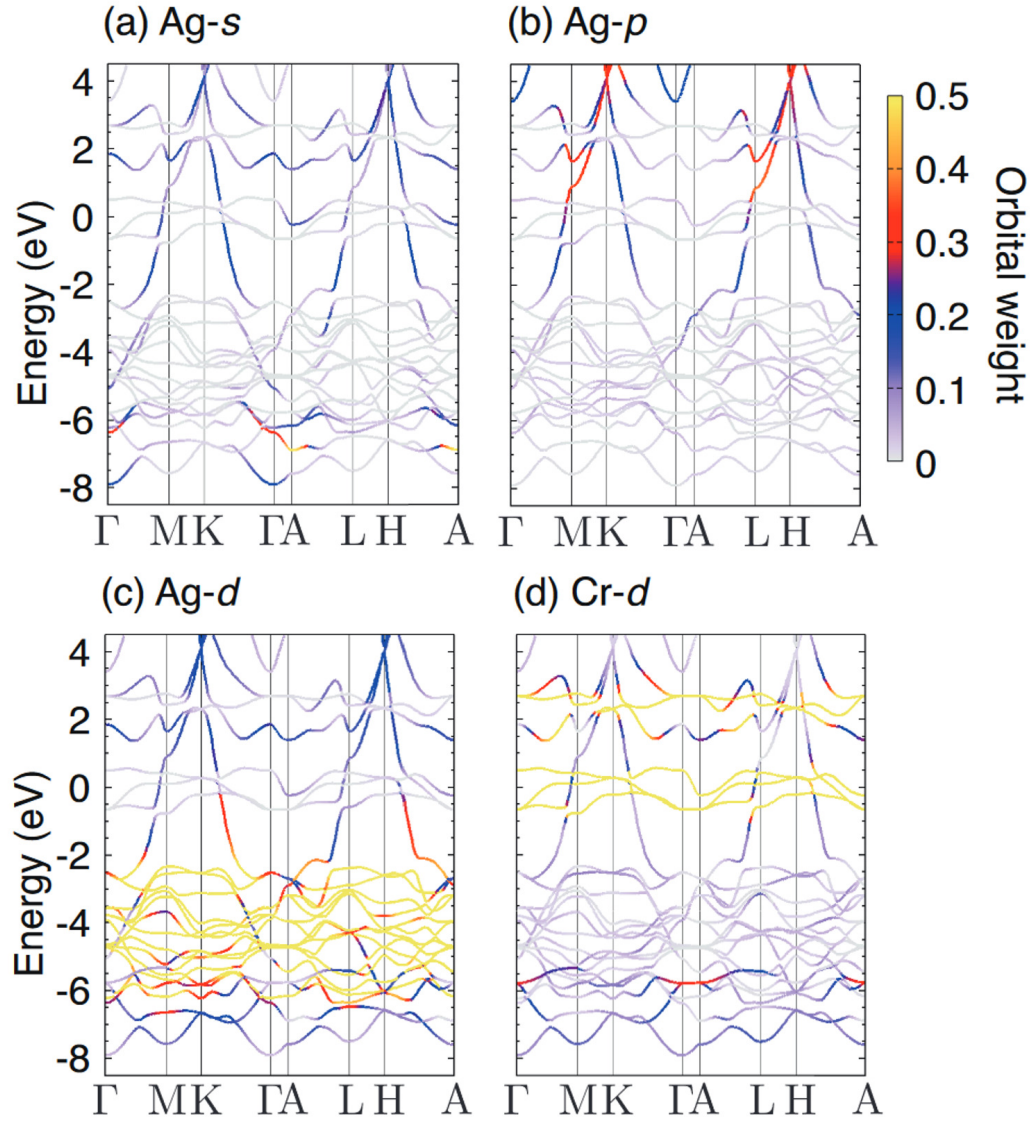 (a) Ag-s
(b) Ag-p
4
2
0
-2
-4
-6
-8
Energy (eV)
Γ M K Γ A L H A
Γ M K Γ A L H A
0.5
0.4
0.3
0.2
0.1
0
Orbital weight
(c) Ag-d
(d) Cr-d
4
2
0
-2
-4
-6
-8
Energy (eV)
Γ M K Γ A L H A
Γ M K Γ A L H A